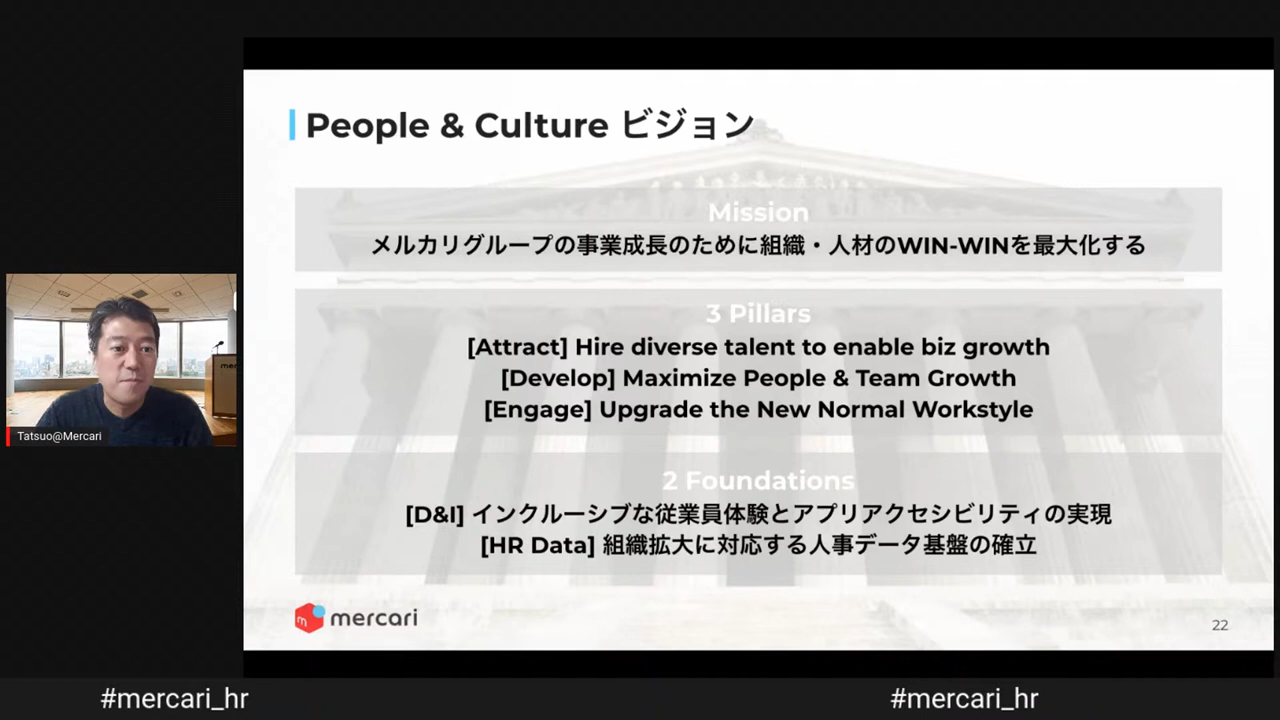 People & Culture ビジョン
Mission
メルカリグループの事業成長のために組織・人材のWIN-WINを最大化する
3 Pillars
[Attract] Hire diverse talent to enable biz growth
[Develop] Maximize People & Team Growth
[Engage] Upgrade the New Normal Workstyle
2 Foundations
[D&I] インクルーシブな従業員体験とアプリアクセシビリティの実現
[HR Data] 組織拡大に対応する人事データ基盤の確立
mercari
22
Tatsuo@Mercari
#mercari_hr
#mercari_hr